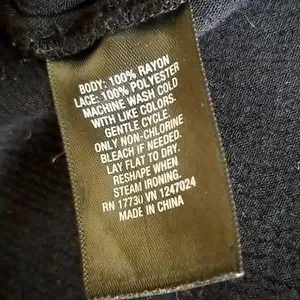 BODY: 100% RAYON
LACE: 100% POLYESTER
MACHINE WASH COLD
WITH LIKE COLORS.
GENTLE CYCLE.
ONLY NON-CHLORINE
BLEACH IF NEEDED.
LAY FLAT TO DRY.
RESHAPE WHEN
STEAM IRONING.
RN 17730 VN 1247024
MADE IN CHINA